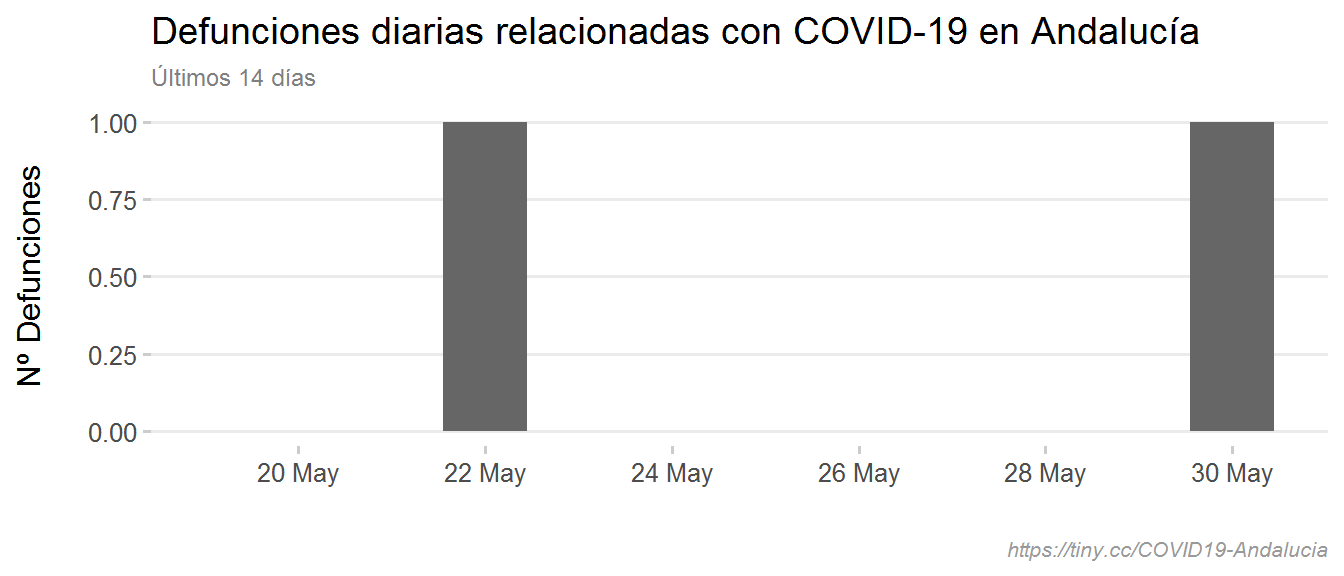 Defunciones diarias relacionadas con COVID-19 en Andalucía
Últimos 14 días
Nº Defunciones
1.00
0.75
0.50
0.25
0.00
20 May
22 May
24 May
26 May
28 May
30 May
https://tiny.cc/COVID19-Andalucia